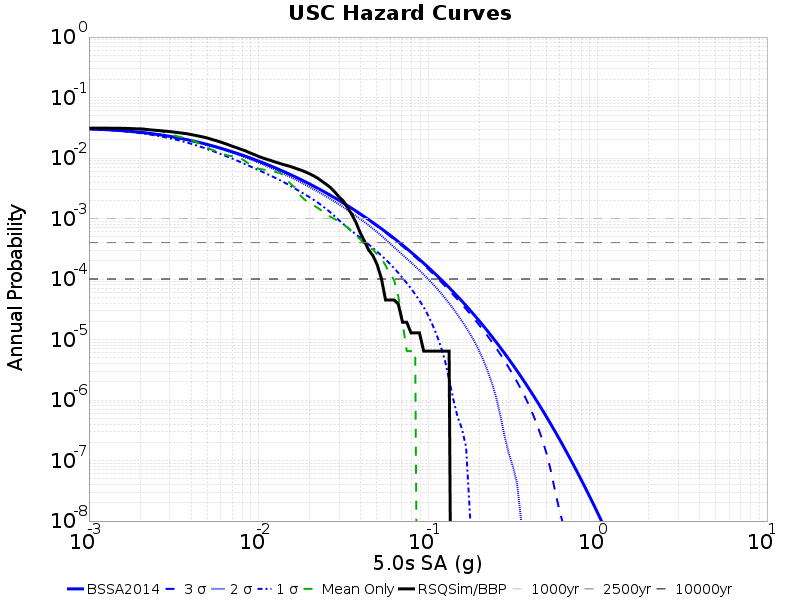 USC Hazard Curves
10^0
10^-1
10^-2
10^-3
10^-4
10^-5
10^-6
10^-7
10^-8
Annual Probability
10^-3 10^-2 10^-1 10^0 10^1
5.0s SA (g)
BSSA2014 3 σ 2 σ 1 σ Mean Only RSQSim/BBP 1000yr 2500yr 10000yr